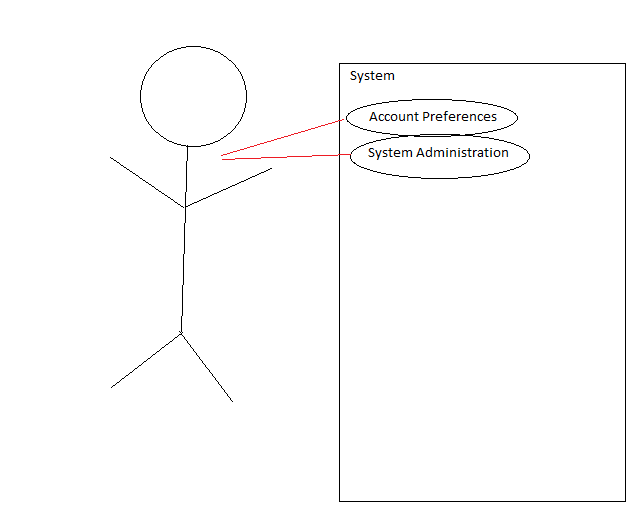 System
Account Preferences
System Administration